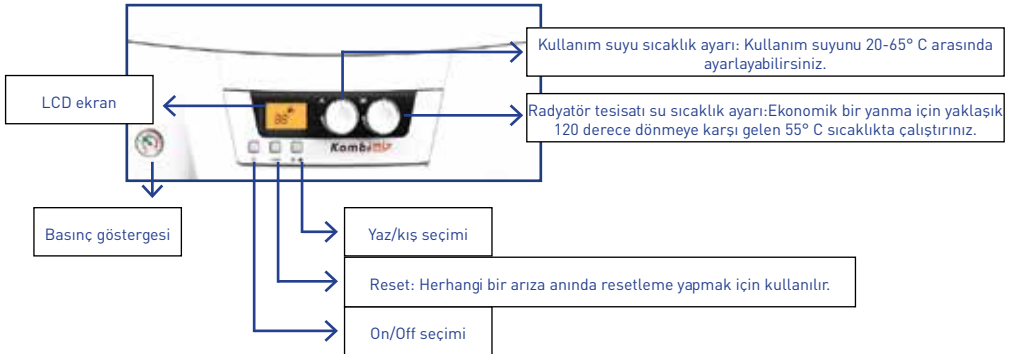 Kullanım suyu sıcaklık ayarı: Kullanım suyunu 20-65° C arasında
ayarlayabilirsiniz.
LCD ekran
Radyatör tesisatı su sıcaklık ayarı:Ekonomik bir yanma için yaklaşık
120 derece dönmeye karşı gelen 55° C sıcaklıkta çalıştırınız.
Basınç göstergesi
Yaz/kış seçimi
Reset: Herhangi bir arıza anında resetleme yapmak için kullanılır.
On/Off seçimi